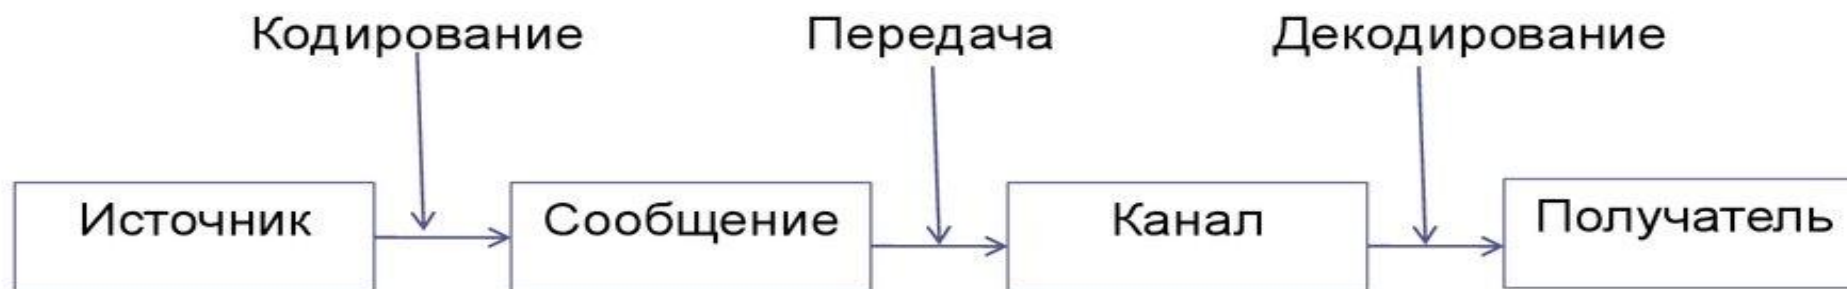 Кодирование Передача Декодирование
Источник Сообщение Канал Получатель